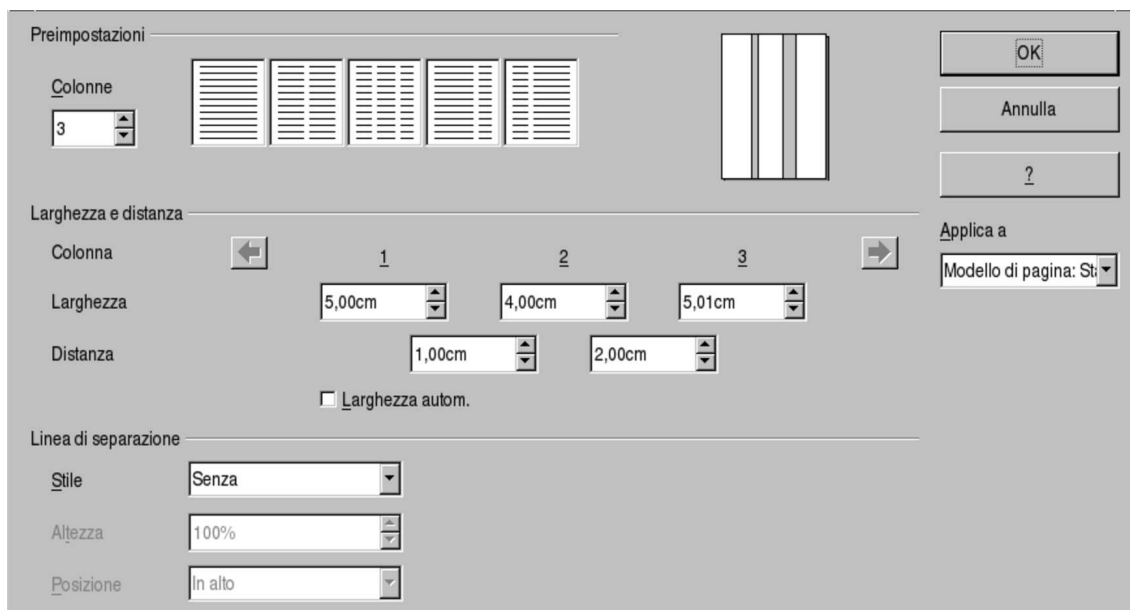 Preimpostazioni
Colonne
3
OK
Annulla
?
Larghezza e distanza
Applica a
Colonna 1 2 3
Modello di pagina: Sta
Larghezza 5,00cm 4,00cm 5,01cm
Distanza 1,00cm 2,00cm
Larghezza autom.
Linea di separazione
Stile Senza
Altezza 100%
Posizione In alto